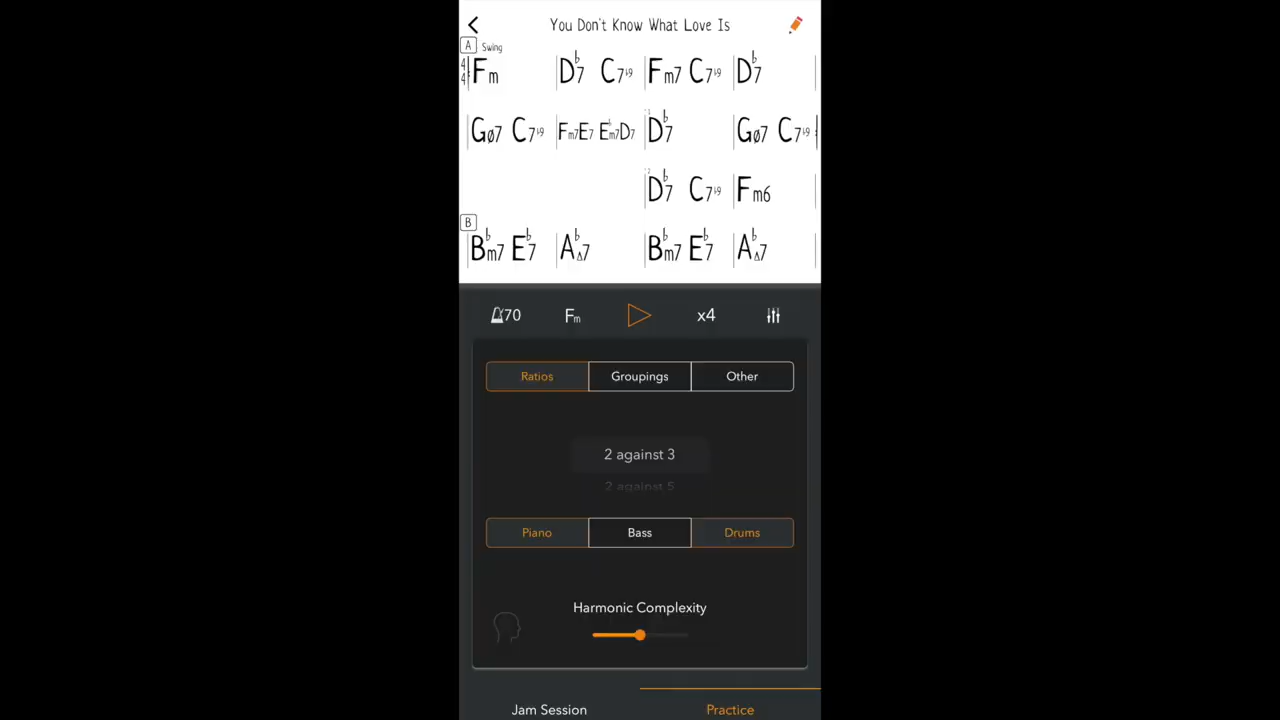 You Don't Know What Love Is
A Swing
4/4 Fm D♭7 C7♭9 Fm7 C7♭9 D♭7
Gø7 C7♭9 Fm7 E7 E♭m7 D7 1 D♭7 Gø7 C7♭9
2 D♭7 C7♭9 Fm6
B
B♭m7 E♭7 A♭Δ7 B♭m7 E♭7 A♭Δ7
70 Fm x4
Ratios Groupings Other
2 against 3
2 against 5
Piano Bass Drums
Harmonic Complexity
Jam Session Practice